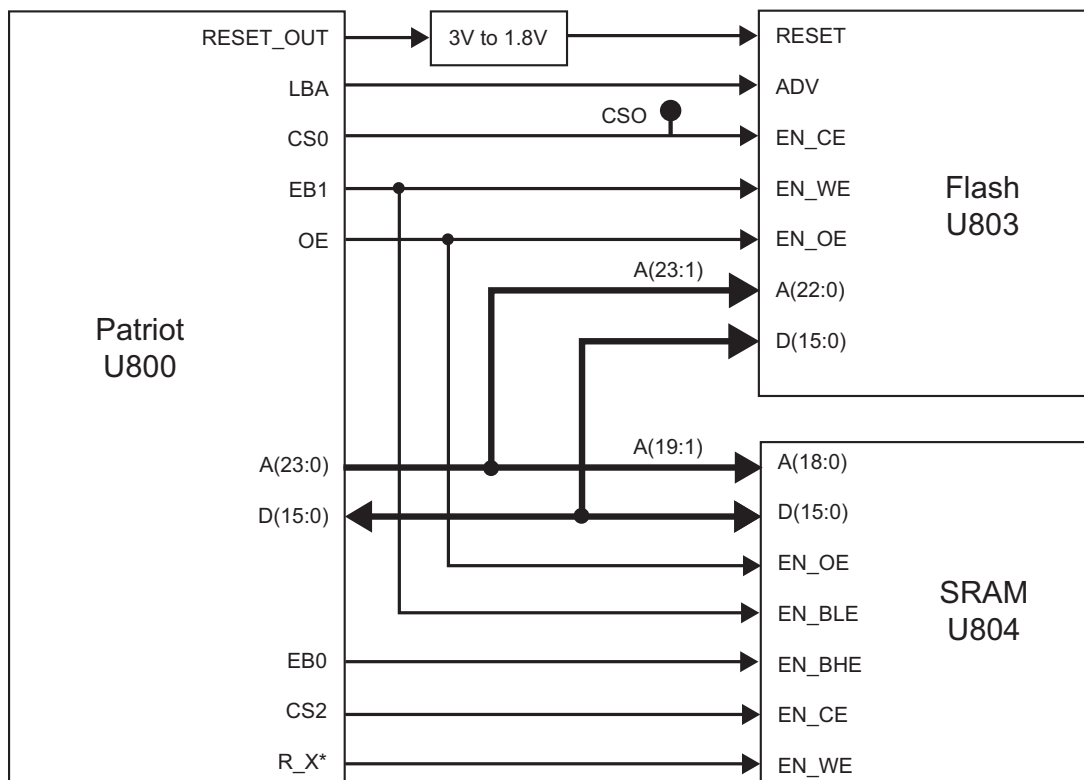 RESET_OUT
3V to 1.8V
RESET
LBA
ADV
CSO
CS0
EN_CE
EB1
EN_WE
Flash
U803
OE
EN_OE
A(23:1)
A(22:0)
D(15:0)
Patriot
U800
A(23:0)
A(19:1)
A(18:0)
D(15:0)
D(15:0)
EN_OE
SRAM
U804
EN_BLE
EB0
EN_BHE
CS2
EN_CE
R_X*
EN_WE